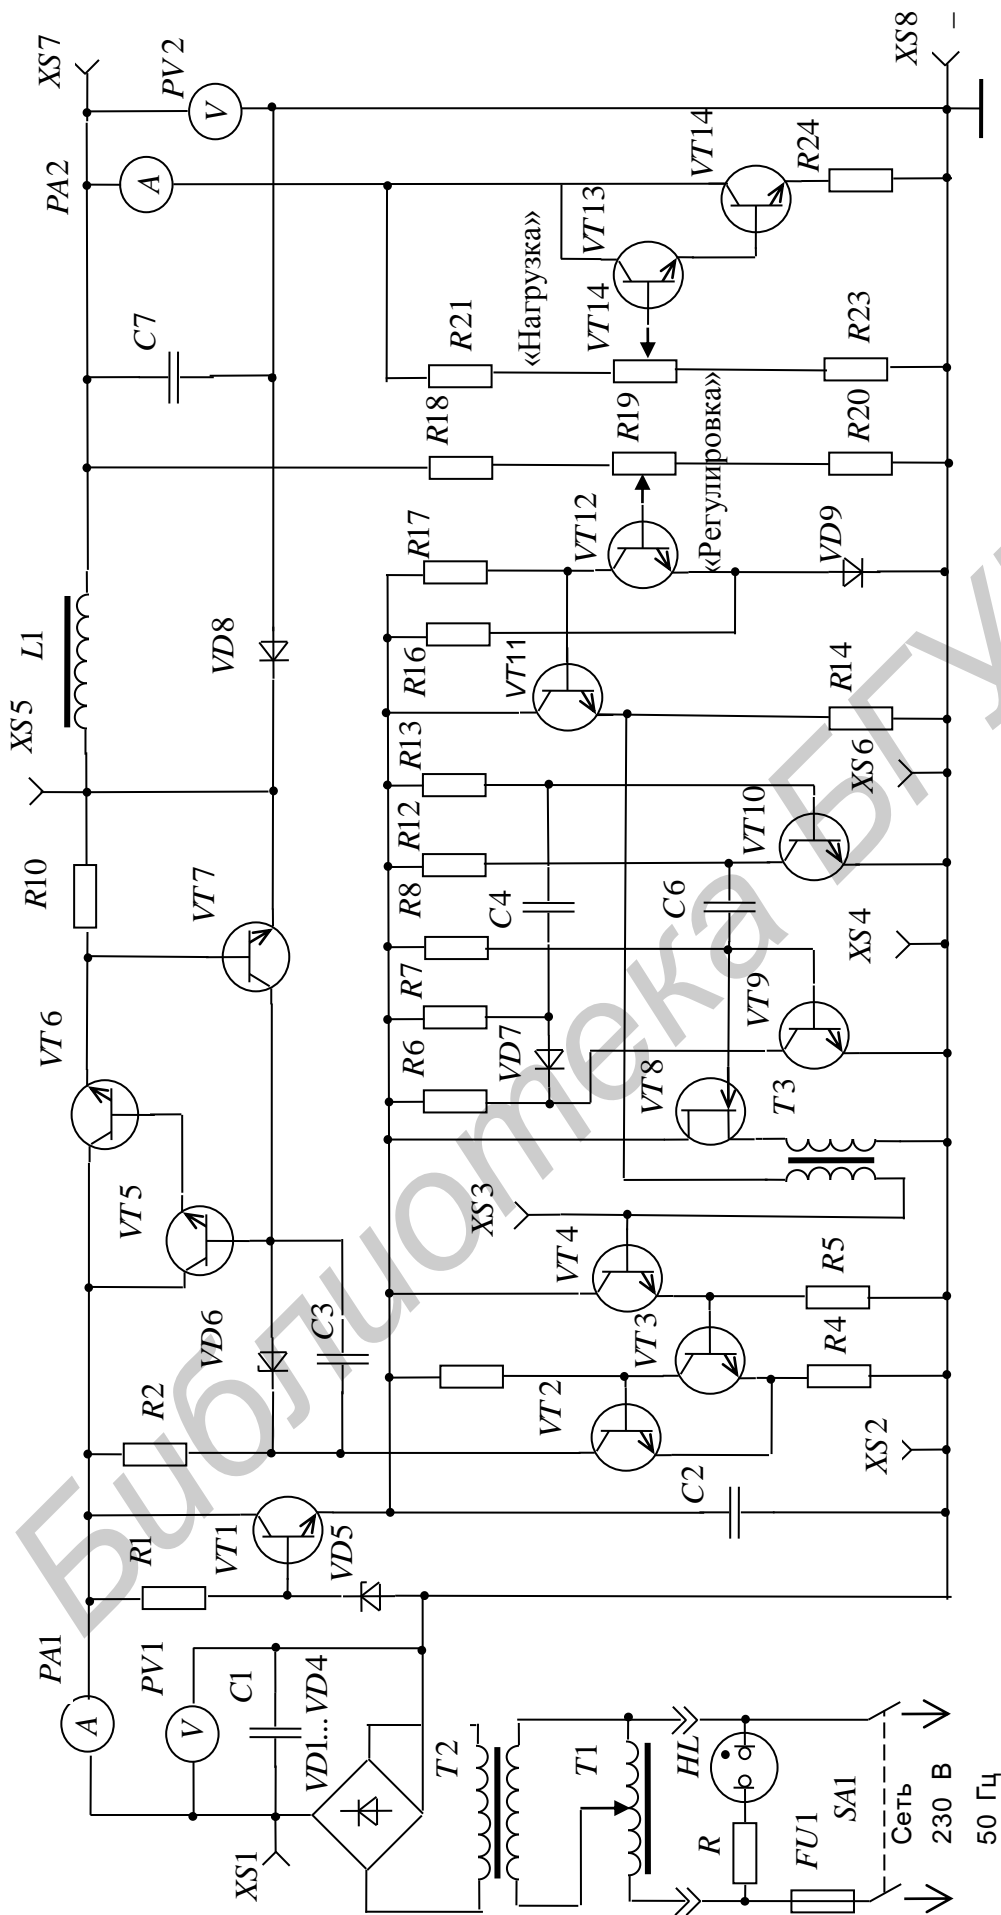 XS7
PV2
XS8
–
PA2
A
V
VT14
R24
VT13
«Нагрузка»
VT14
R21
R23
C7
R18
R19
R20
«Регулировка»
VT12
R17
VD9
L1
VD8
R16
VT11
R14
XS5
R13
XS6
R12
VT10
R10
VT7
R8
C4
C6
XS4
R7
VT9
VT6
R6
VD7
VT8
T3
VT5
XS3
VT4
R5
VD6
C3
VT3
R4
R2
VT2
XS2
C2
R1
VT1
VD5
PA1
A
PV1
V
C1
VD1...VD4
XS1
T2
T1
HL
R
FU1
SA1
Сеть
230 В
50 Гц
Библиотека БГУ